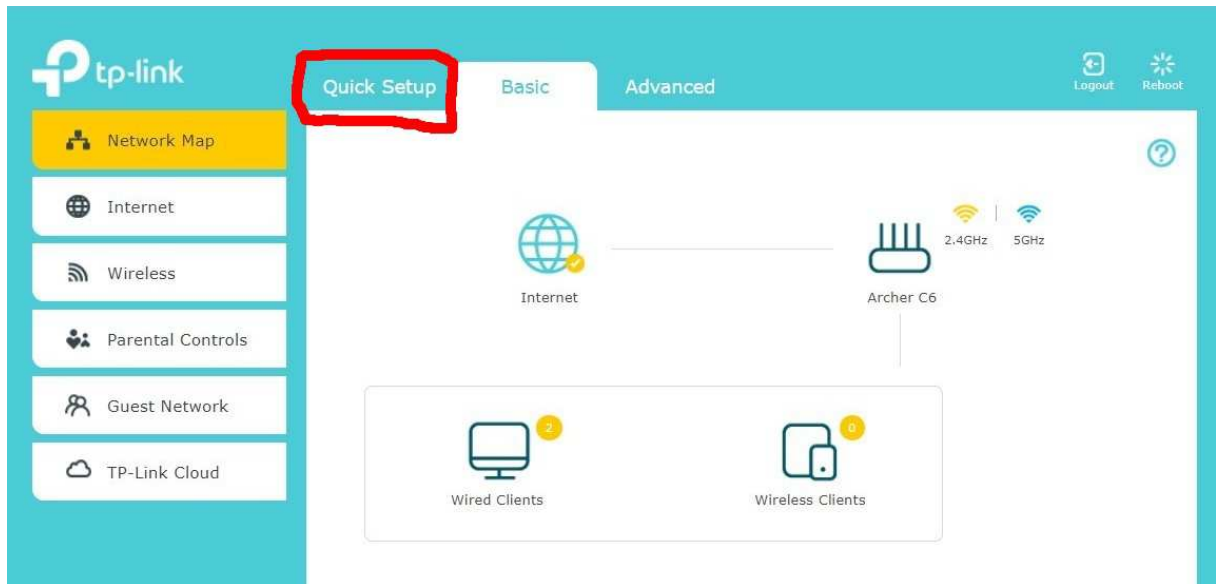 tp-link
Quick Setup
Basic
Advanced
Logout
Reboot
Network Map
Internet
Wireless
Parental Controls
Guest Network
TP-Link Cloud
2.4GHz
5GHz
Internet
Archer C6
2
0
Wired Clients
Wireless Clients